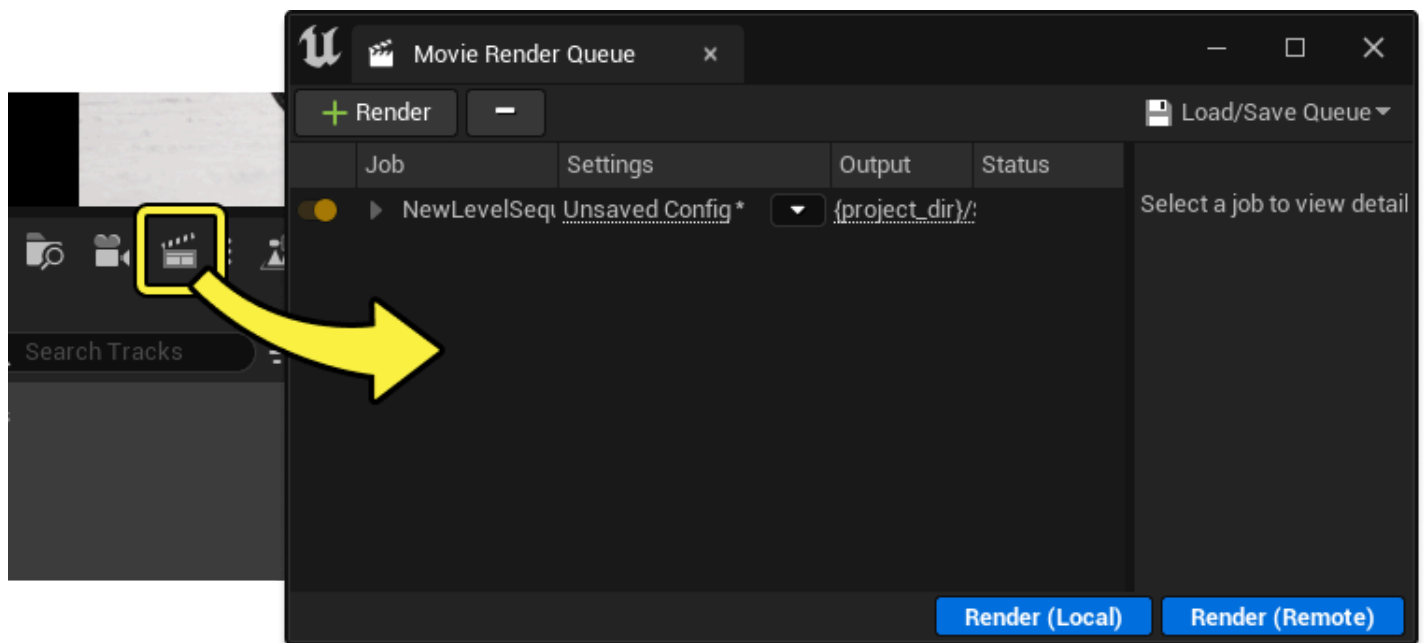 Movie Render Queue
Render
Load/Save Queue
Job Settings Output Status
NewLevelSequ Unsaved Config* {project_dir}/
Select a job to view detail
Search Tracks
Render (Local) Render (Remote)